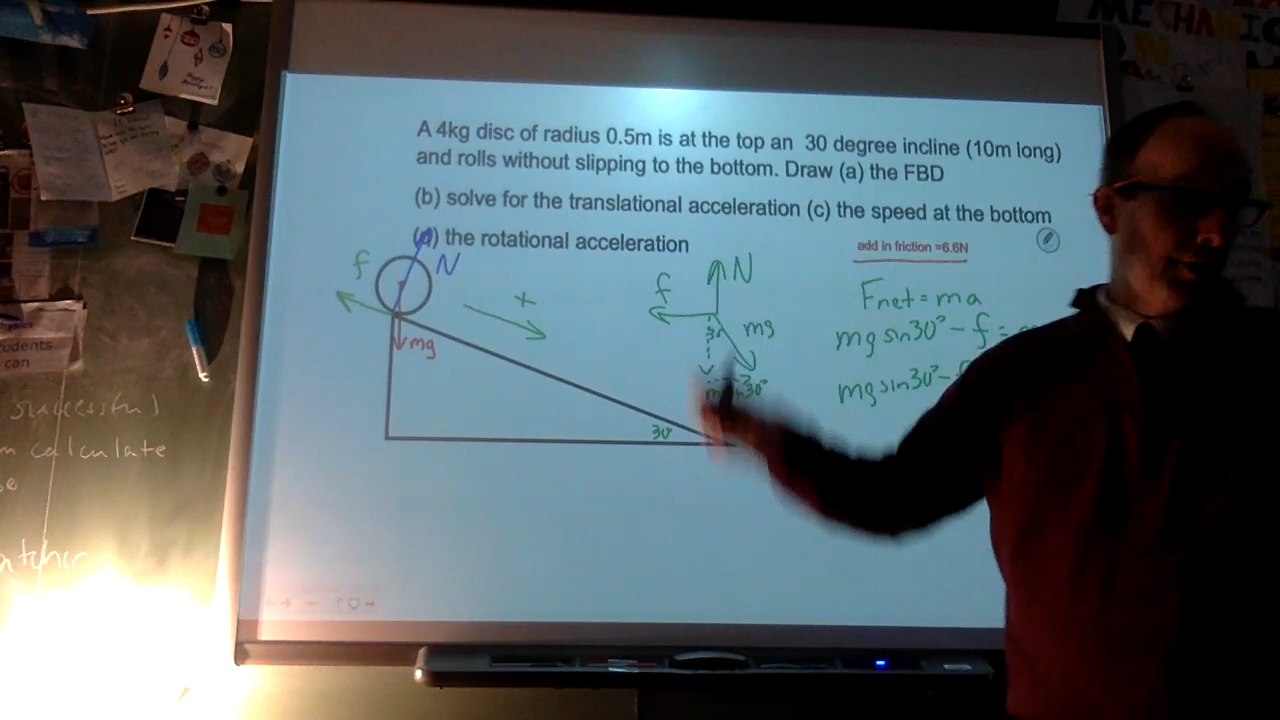 A 4kg disc of radius 0.5m is at the top an 30 degree incline (10m long)
and rolls without slipping to the bottom. Draw (a) the FBD
(b) solve for the translational acceleration (c) the speed at the bottom
(d) the rotational acceleration
add in friction =6.6N
f
N
x
mg
30°
N
f
30
mg
Fnet = ma
mg sin30° - f =
mg sin30° -
MECHANIC
udents
can
successful
calculate